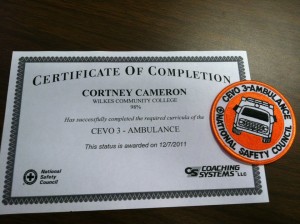 CERTIFICATE OF COMPLETION
CORTNEY CAMERON
WILKES COMMUNITY COLLEGE
98%
Has successfully completed the required curricula of the
CEVO 3 - AMBULANCE
This status is awarded on 12/7/2011
National
Safety
Council
COACHING
SYSTEMS LLC
CEVO 3-AMBULANCE
NATIONAL SAFETY COUNCIL